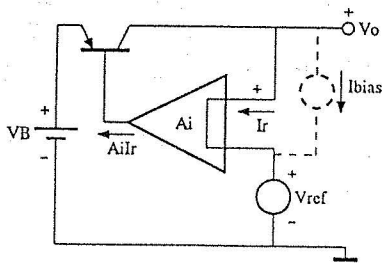 +
Vo
+
Ibias
+
Ai
Ir
VB
AiIr
-
+
Vref
-